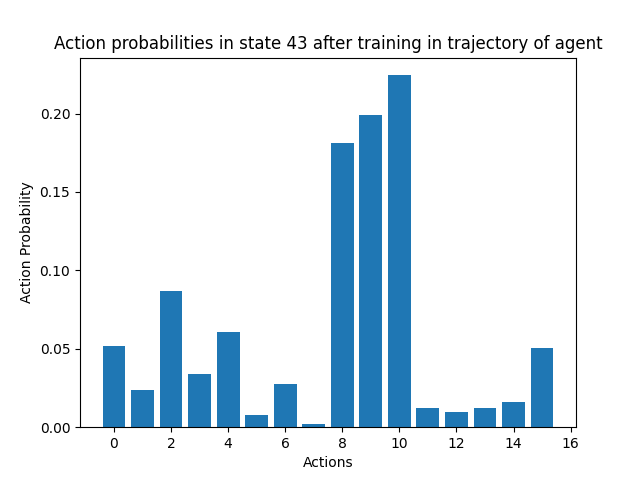 Action probabilities in state 43 after training in trajectory of agent
Action Probability
0.20
0.15
0.10
0.05
0.00
0 2 4 6 8 10 12 14 16
Actions